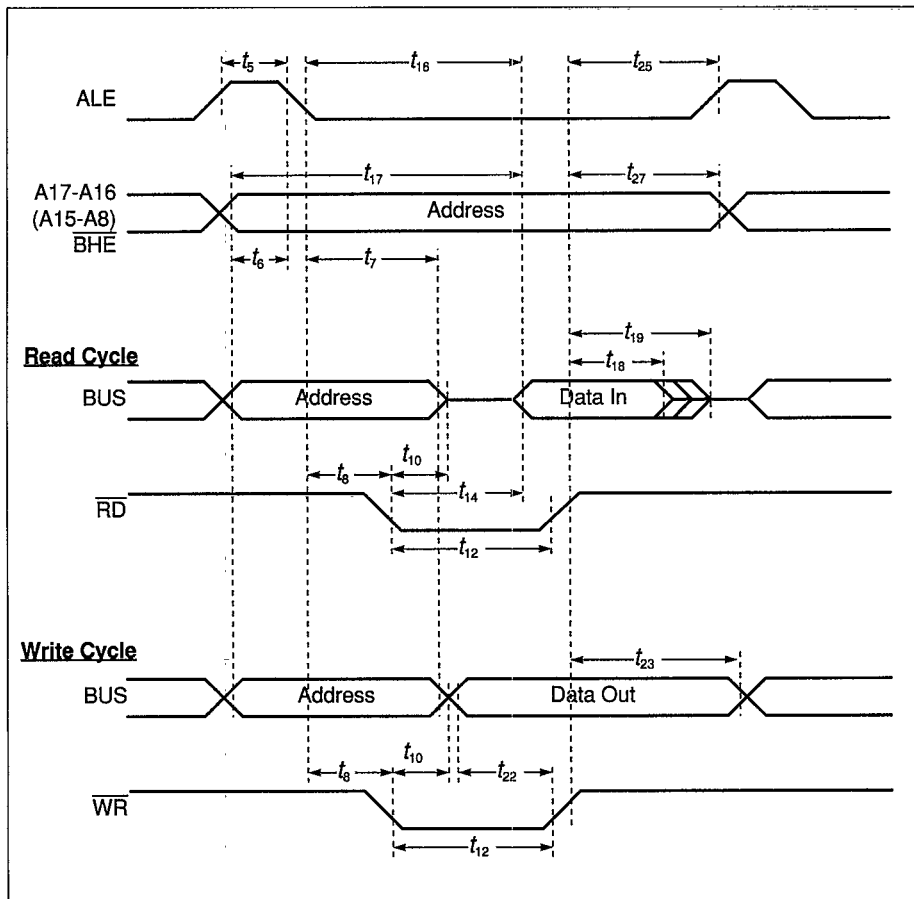 t5 t16 t25
ALE
t17 t27
A17-A16
(A15-A8)
BHE
Address
t6 t7
t19
t18
Read Cycle
BUS
Address
Data In
t8 t10
t14
RD
t12
Write Cycle
t23
BUS
Address
Data Out
t8 t10 t22
WR
t12